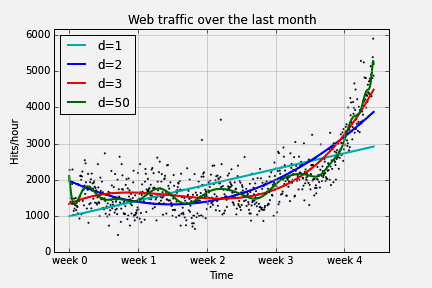 Web traffic over the last month
6000
5000
4000
3000
2000
1000
0
Hits/hour
d=1
d=2
d=3
d=50
week 0 week 1 week 2 week 3 week 4
Time